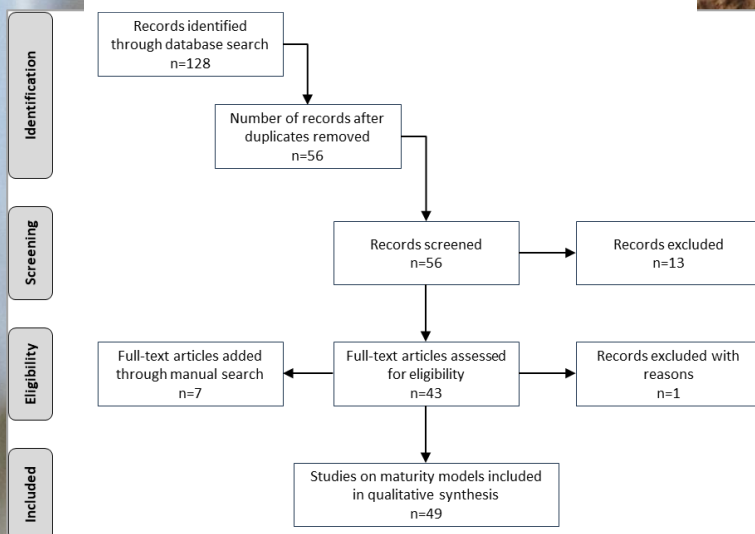 Identification
Records identified
through database search
n=128
Number of records after
duplicates removed
n=56
Screening
Records screened
n=56
Records excluded
n=13
Eligibility
Full-text articles added
through manual search
n=7
Full-text articles assessed
for eligibility
n=43
Records excluded with
reasons
n=1
Included
Studies on maturity models included
in qualitative synthesis
n=49